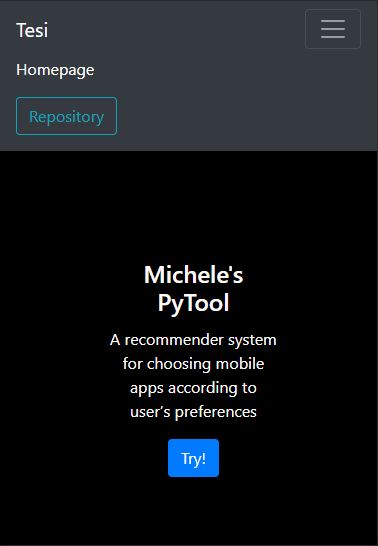 Tesi
Homepage
Repository
Michele's
PyTool
A recommender system
for choosing mobile
apps according to
user’s preferences
Try!